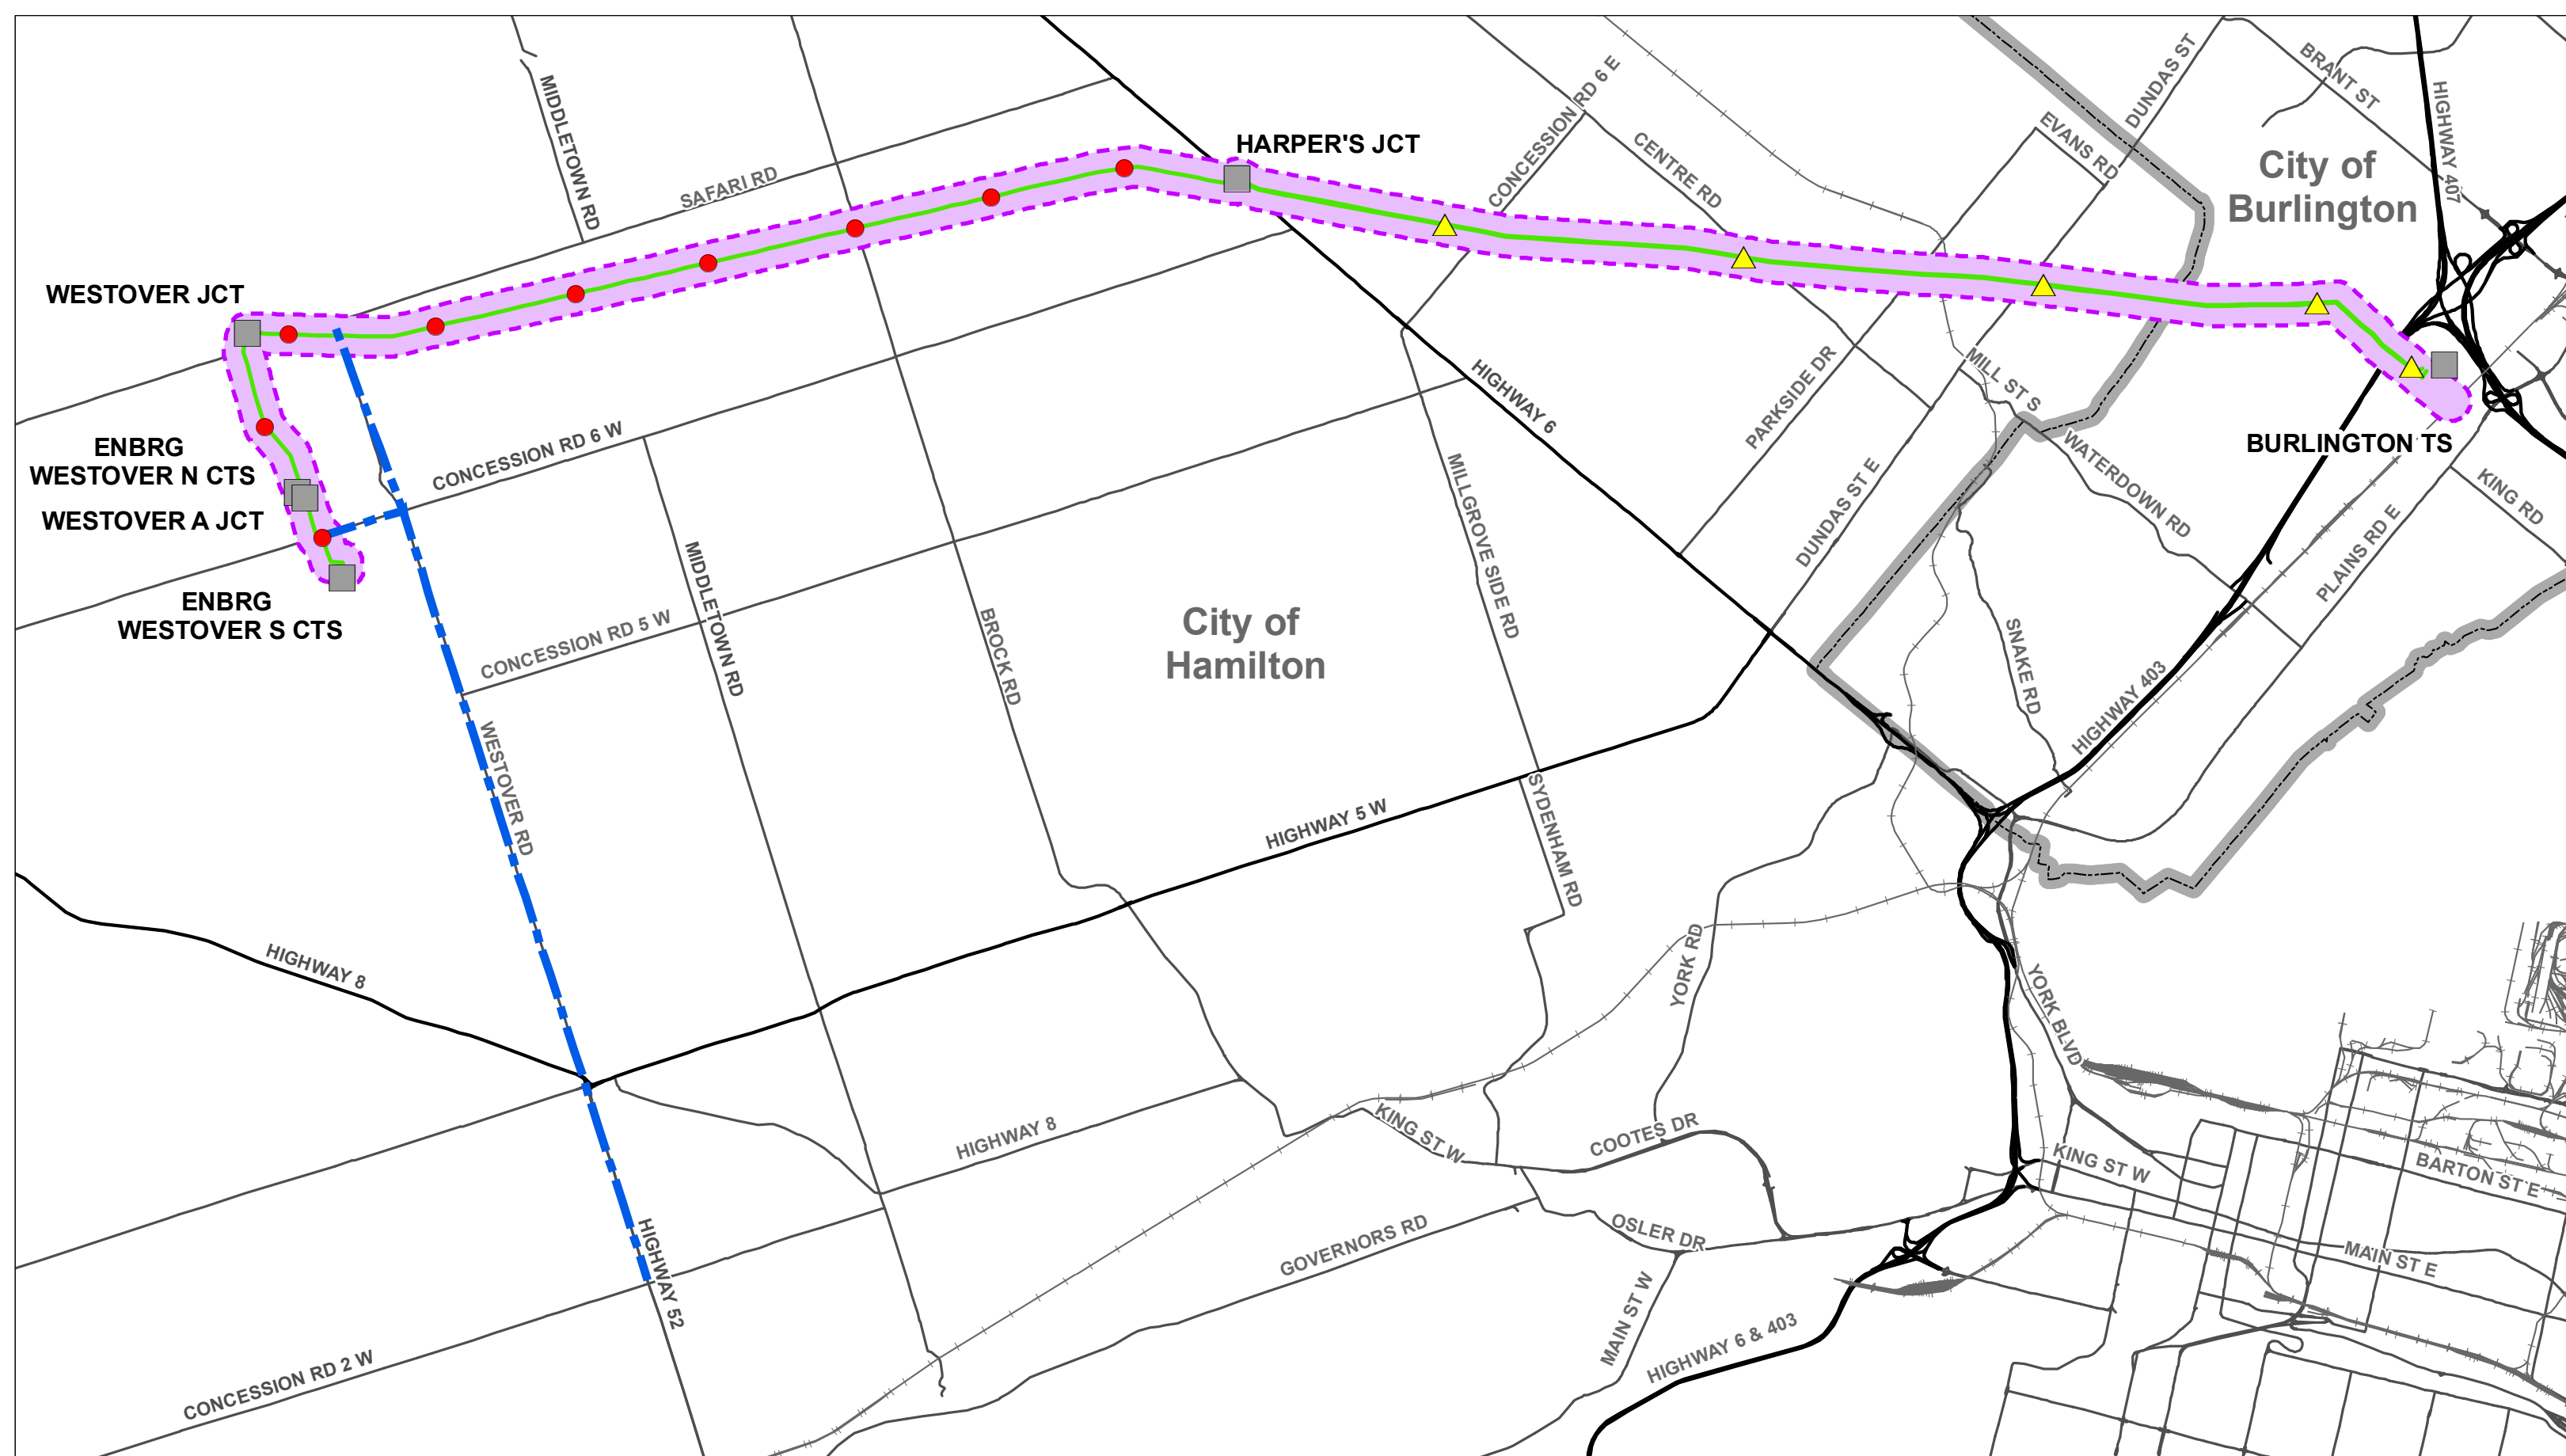 MIDDLETOWN RD
SAFARI RD
HARPER'S JCT
CONCESSION RD 6 E
CENTRE RD
EVANS RD
DUNDAS ST
BRANT ST
HIGHWAY 407
City of
Burlington
WESTOVER JCT
ENBRG
WESTOVER N CTS
WESTOVER A JCT
ENBRG
WESTOVER S CTS
CONCESSION RD 6 W
CONCESSION RD 5 W
MIDDLETOWN RD
BROCK RD
City of
Hamilton
MILLGROVE SIDE RD
HIGHWAY 6
PARKSIDE DR
DUNDAS ST E
MILL ST S
WATERDOWN RD
BURLINGTON TS
KING RD
PLAINS RD E
SNAKE RD
HIGHWAY 403
WESTOVER RD
HIGHWAY 5 W
SYDENHAM RD
HIGHWAY 8
YORK RD
YORK BLVD
HIGHWAY 8
KING ST W
COOTES DR
KING ST W
BARTON ST E
OSLER DR
GOVERNORS RD
MAIN ST E
HIGHWAY 52
MAIN ST W
HIGHWAY 6 & 403
CONCESSION RD 2 W